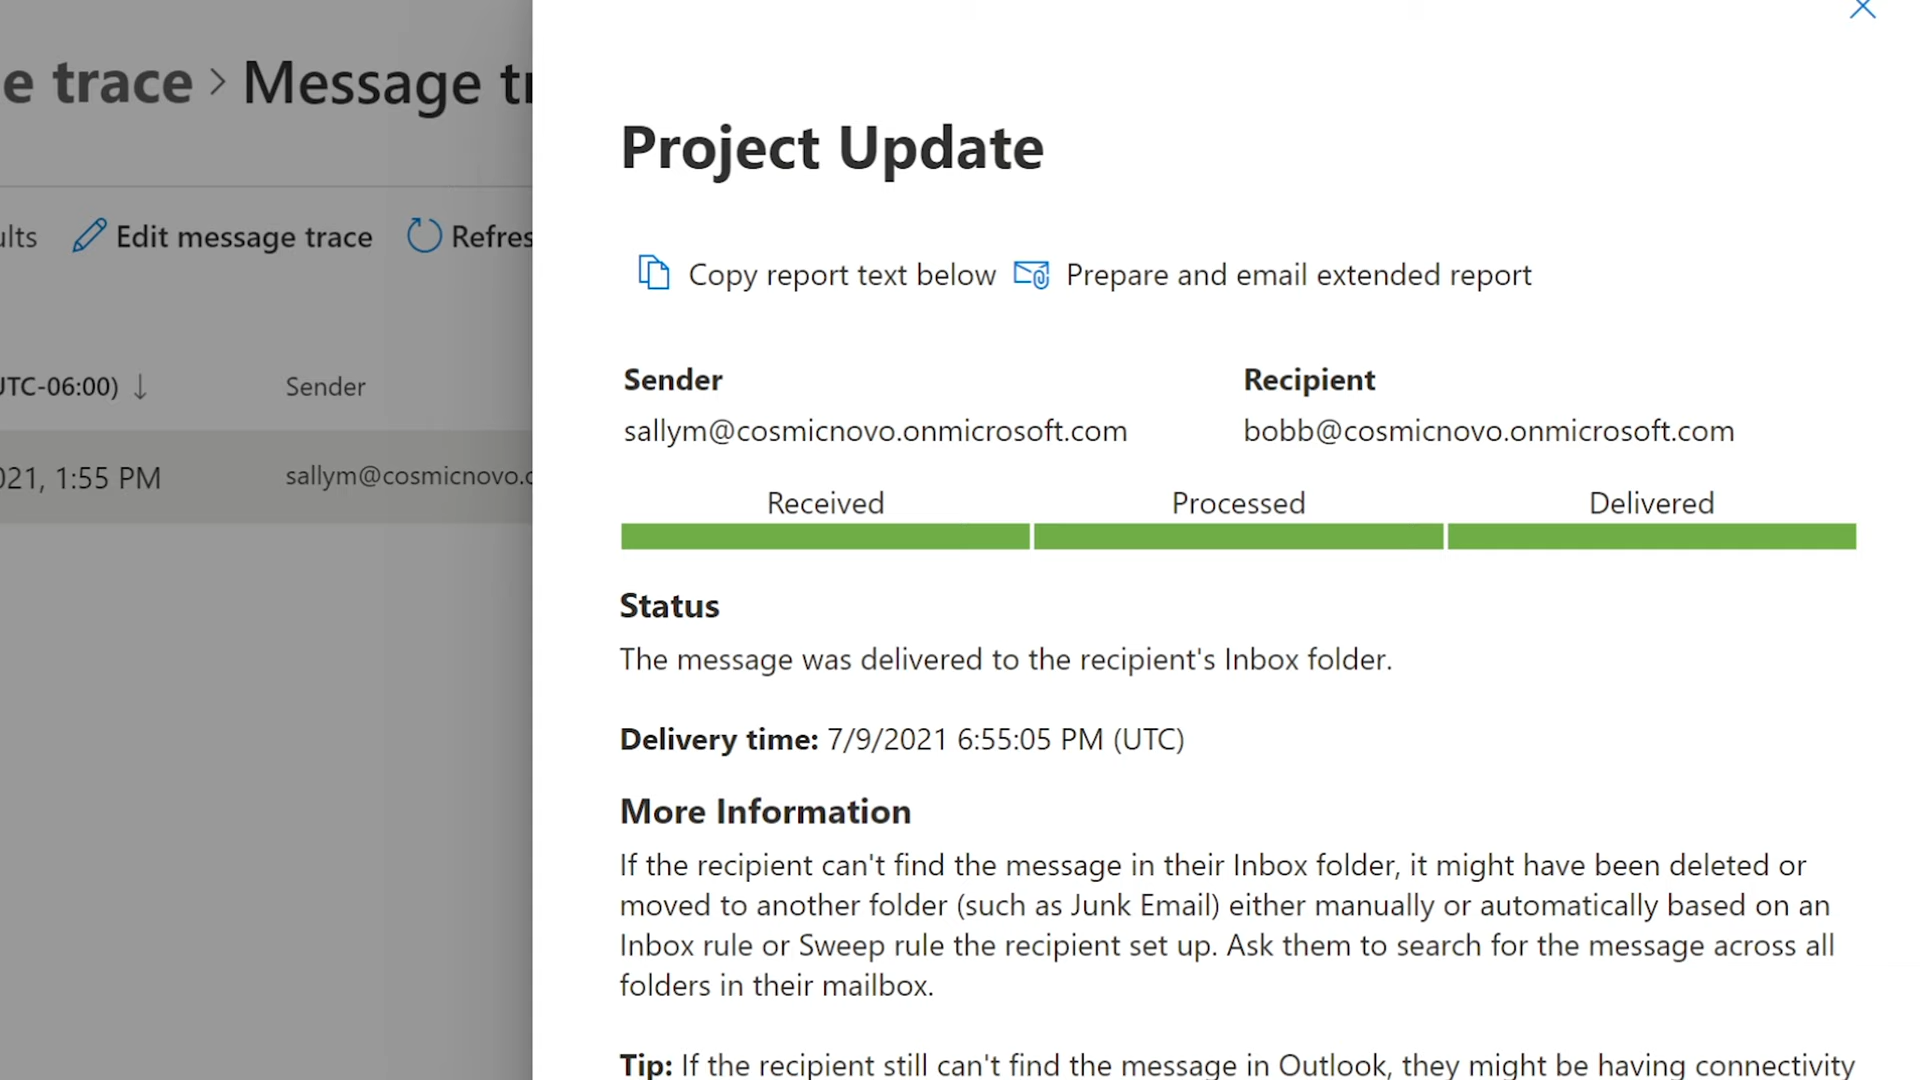 e trace > Message tr
ults Edit message trace Refres
UTC-06:00) ↓ Sender
021, 1:55 PM sallym@cosmicnovo.o
Project Update
Copy report text below Prepare and email extended report
Sender Recipient
sallym@cosmicnovo.onmicrosoft.com bobb@cosmicnovo.onmicrosoft.com
Received Processed Delivered
Status
The message was delivered to the recipient's Inbox folder.
Delivery time: 7/9/2021 6:55:05 PM (UTC)
More Information
If the recipient can't find the message in their Inbox folder, it might have been deleted or
moved to another folder (such as Junk Email) either manually or automatically based on an
Inbox rule or Sweep rule the recipient set up. Ask them to search for the message across all
folders in their mailbox.
Tip: If the recipient still can't find the message in Outlook, they might be having connectivity